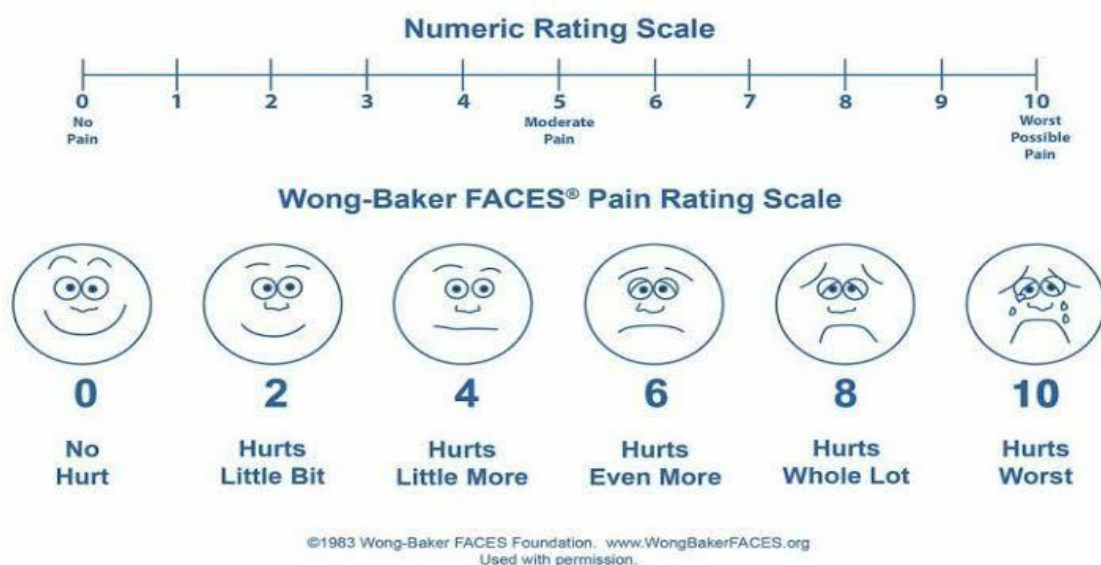 Numeric Rating Scale
0 1 2 3 4 5 6 7 8 9 10
No Pain
Moderate Pain
Worst Possible Pain
Wong-Baker FACES® Pain Rating Scale
0 2 4 6 8 10
No Hurt
Hurts Little Bit
Hurts Little More
Hurts Even More
Hurts Whole Lot
Hurts Worst
©1983 Wong-Baker FACES Foundation. www.WongBakerFACES.org
Used with permission.